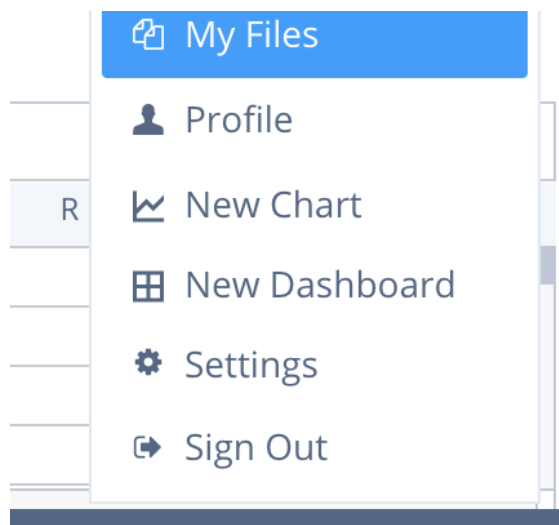 My Files
Profile
R
New Chart
New Dashboard
Settings
Sign Out